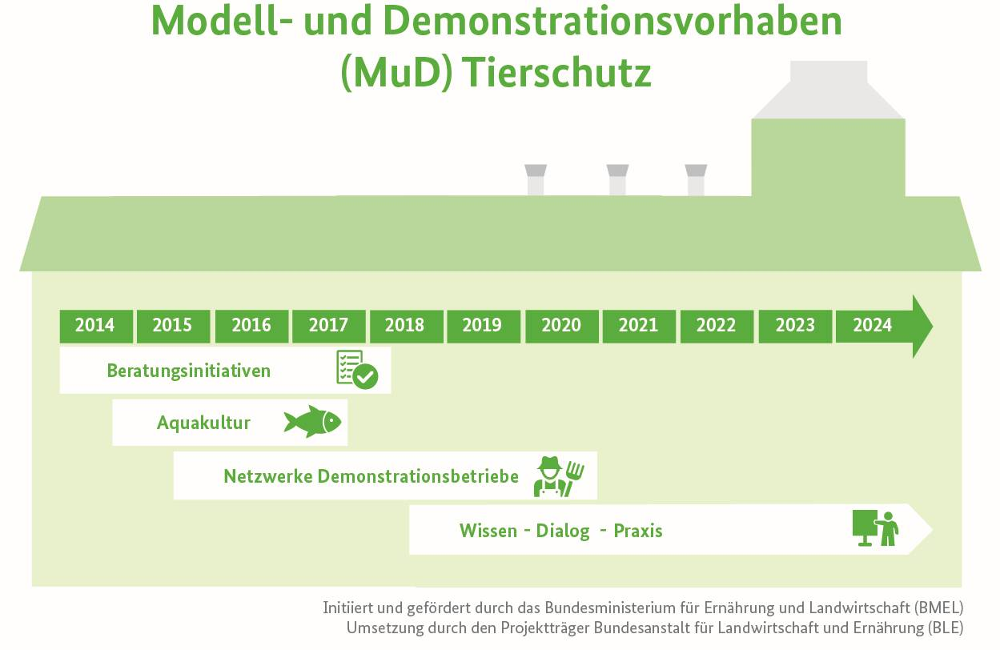 Modell- und Demonstrationsvorhaben
(MuD) Tierschutz
2014 2015 2016 2017 2018 2019 2020 2021 2022 2023 2024
Beratungsinitiativen
Aquakultur
Netzwerke Demonstrationsbetriebe
Wissen - Dialog - Praxis
Initiiert und gefördert durch das Bundesministerium für Ernährung und Landwirtschaft (BMEL)
Umsetzung durch den Projektträger Bundesanstalt für Landwirtschaft und Ernährung (BLE)